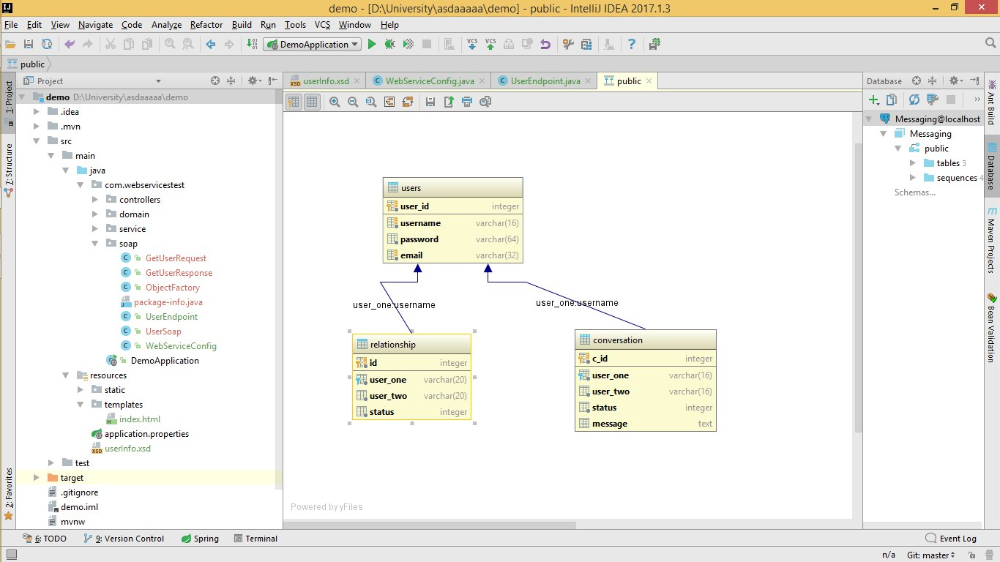 demo - [D:\University\asdaaaaa\demo] - public - IntelliJ IDEA 2017.1.3
File Edit View Navigate Code Analyze Refactor Build Run Tools VCS Window Help
DemoApplication VCS VCS
public
Project
userInfo.xsd WebServiceConfig.java UserEndpoint.java public
Database
1: Project
7: Structure
2: Favorites
demo D:\University\asdaaaaa\demo
.idea
.mvn
src
main
java
com.webservicestest
controllers
domain
service
soap
GetUserRequest
GetUserResponse
ObjectFactory
package-info.java
UserEndpoint
UserSoap
WebServiceConfig
DemoApplication
resources
static
templates
index.html
application.properties
userInfo.xsd
test
target
.gitignore
demo.iml
mvnw
users
user_id integer
username varchar(16)
password varchar(64)
email varchar(32)
user_one:username
user_one:username
relationship
id integer
user_one varchar(20)
user_two varchar(20)
status integer
conversation
c_id integer
user_one varchar(16)
user_two varchar(16)
status integer
message text
Powered by yFiles
Messaging@localhost
Messaging
public
tables 3
sequences 4
Schemas...
Ant Build
Database
Maven Projects
Bean Validation
6: TODO 9: Version Control Spring Terminal Event Log
n/a Git: master